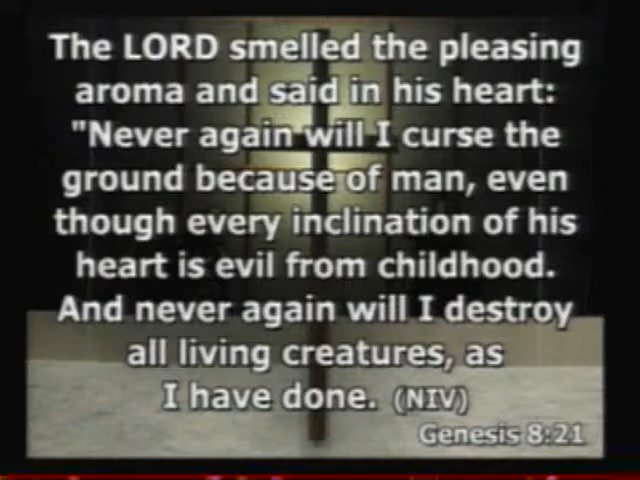 The LORD smelled the pleasing
aroma and said in his heart:
"Never again will I curse the
ground because of man, even
though every inclination of his
heart is evil from childhood.
And never again will I destroy
all living creatures, as
I have done. (NIV)
Genesis 8:21